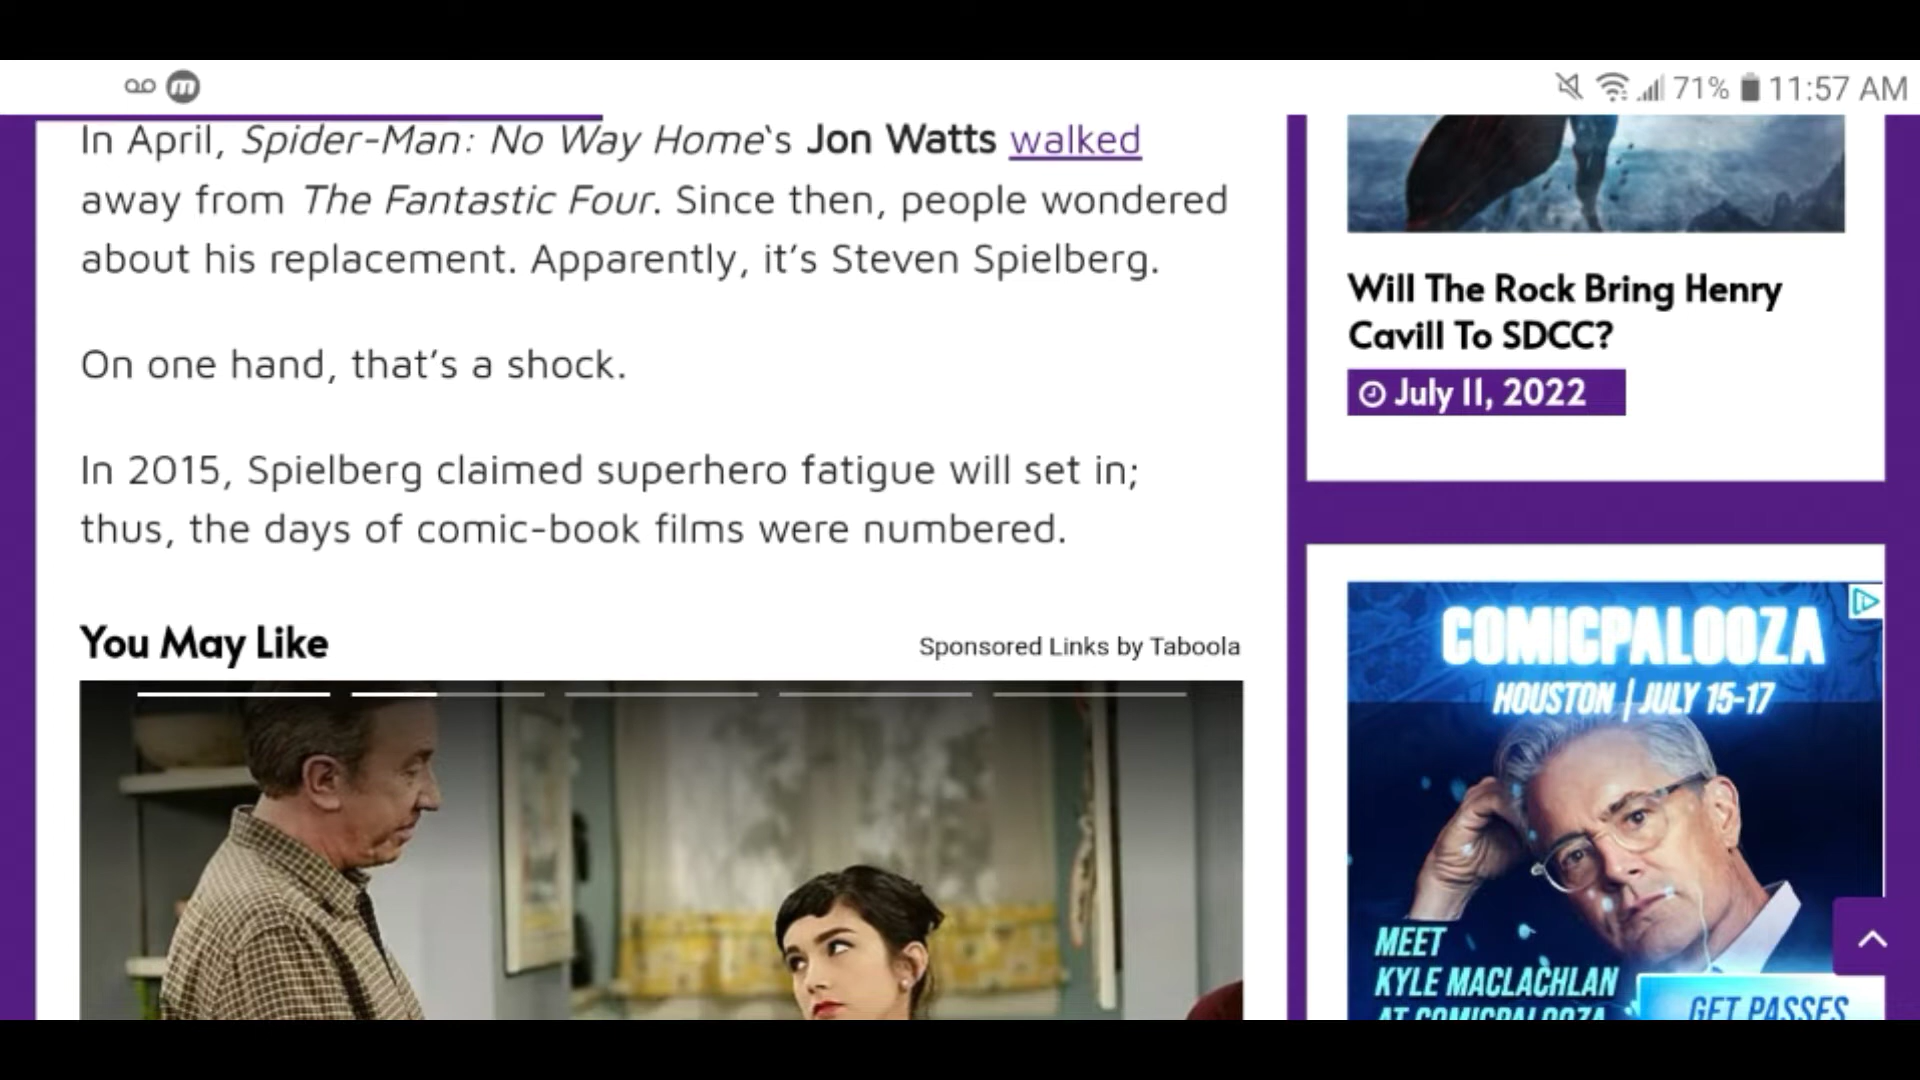 71% 11:57 AM
In April, Spider-Man: No Way Home‘s Jon Watts walked
away from The Fantastic Four. Since then, people wondered
about his replacement. Apparently, it’s Steven Spielberg.
On one hand, that’s a shock.
In 2015, Spielberg claimed superhero fatigue will set in;
thus, the days of comic-book films were numbered.
You May Like
Sponsored Links by Taboola
Will The Rock Bring Henry
Cavill To SDCC?
July 11, 2022
COMICPALOOZA
HOUSTON | JULY 15-17
MEET
KYLE MACLACHLAN
AT COMICPALOOZA
GET PASSES